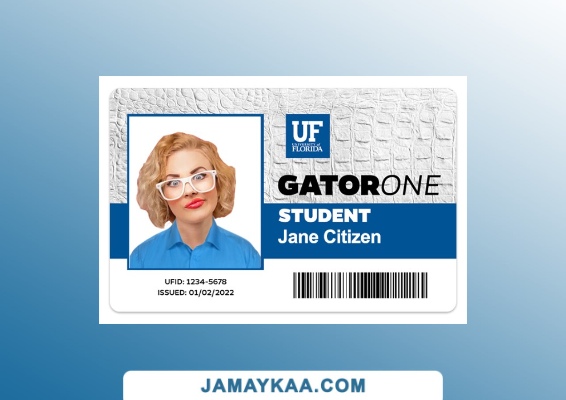 UF
UNIVERSITY of
FLORIDA
GATORONE
STUDENT
Jane Citizen
UFID: 1234-5678
ISSUED: 01/02/2022
JAMAYKAA.COM